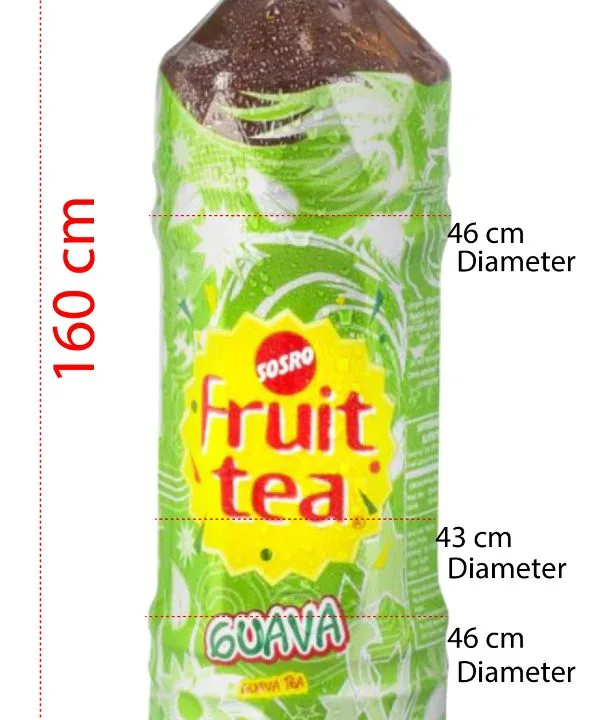 160 cm
46 cm
Diameter
SOSRO
Fruit
tea
®
43 cm
Diameter
46 cm
Diameter
GUAVA
GUAVA TEA